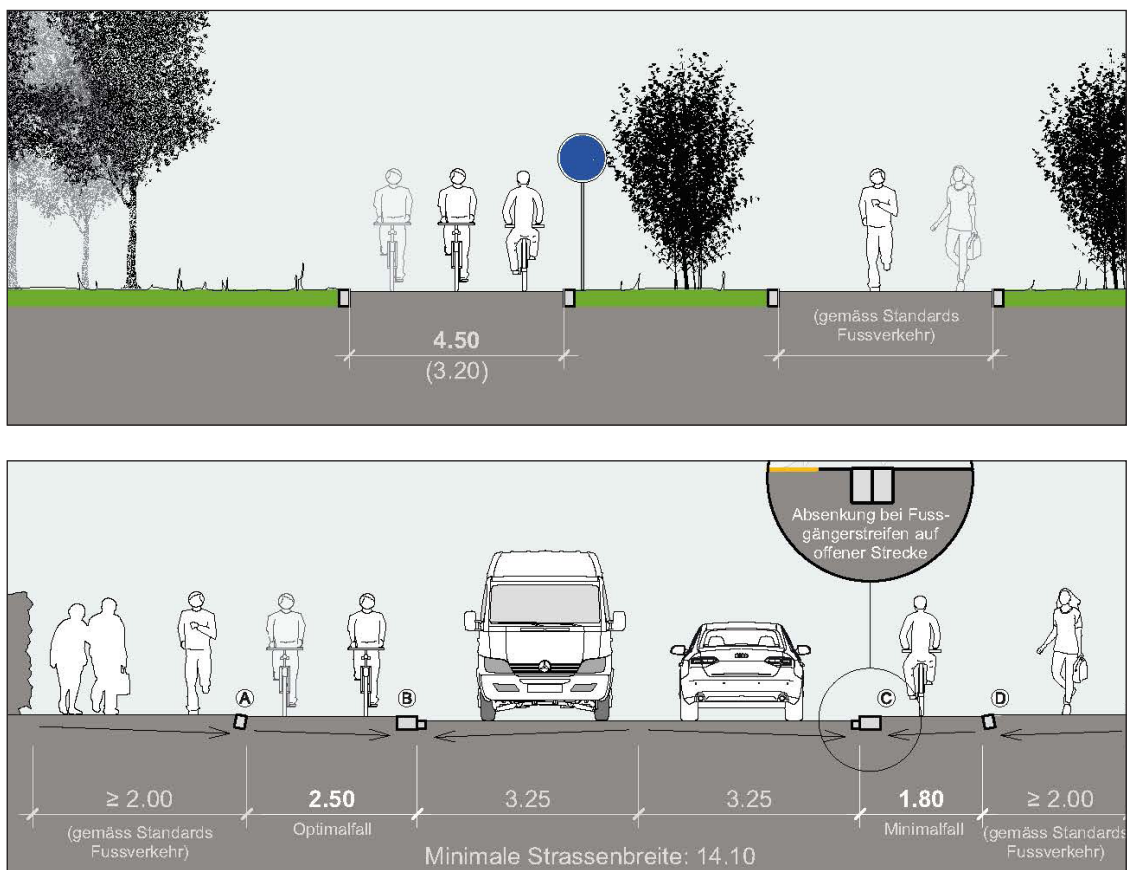 4.50
(3.20)
(gemäss Standards
Fussverkehr)
Absenkung bei Fuss-
gängerstreifen auf
offener Strecke
A
B
C
D
≥ 2.00
2.50
3.25
3.25
1.80
≥ 2.00
(gemäss Standards
Fussverkehr)
Optimalfall
Minimalfall
(gemäss Standards
Fussverkehr)
Minimale Strassenbreite: 14.10